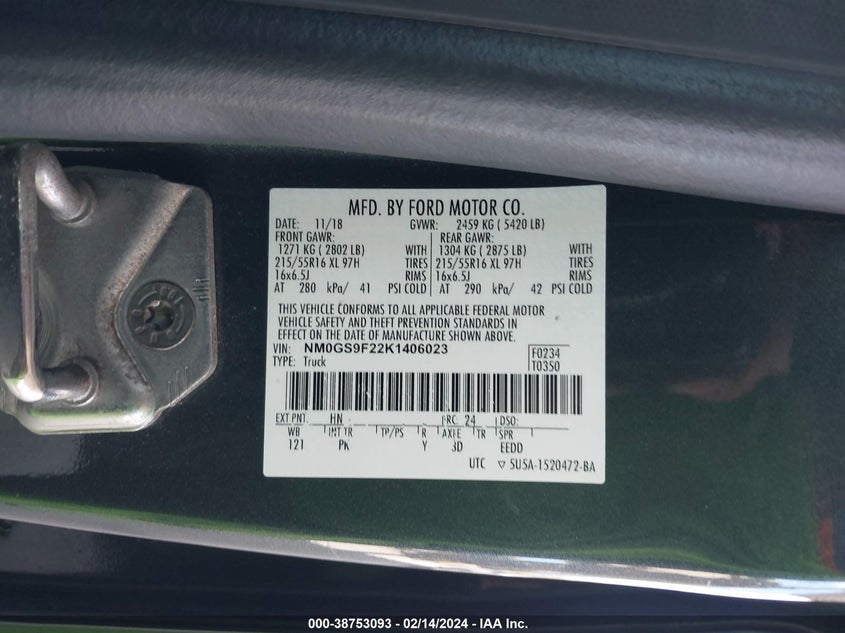 MFD. BY FORD MOTOR CO.
DATE: 11/18 GVWR: 2459 KG ( 5420 LB)
FRONT GAWR: REAR GAWR:
1271 KG ( 2802 LB) WITH 1304 KG ( 2875 LB) WITH
215/55R16 XL 97H TIRES 215/55R16 XL 97H TIRES
16x6.5J RIMS 16x6.5J RIMS
AT 280 kPa/ 41 PSI COLD AT 290 kPa/ 42 PSI COLD
THIS VEHICLE CONFORMS TO ALL APPLICABLE FEDERAL MOTOR
VEHICLE SAFETY AND THEFT PREVENTION STANDARDS IN
EFFECT ON THE DATE OF MANUFACTURE SHOWN ABOVE.
VIN: NM0GS9F22K1406023 F0234
TYPE: Truck T0350
EXT PNT: HN RC: 24 DSO:
WB INT TR TP/PS R AXLE TR SPR
121 PK Y 3D EEDD
UTC ▽ 5U5A-1520472-BA
000-38753093 - 02/14/2024 - IAA Inc.